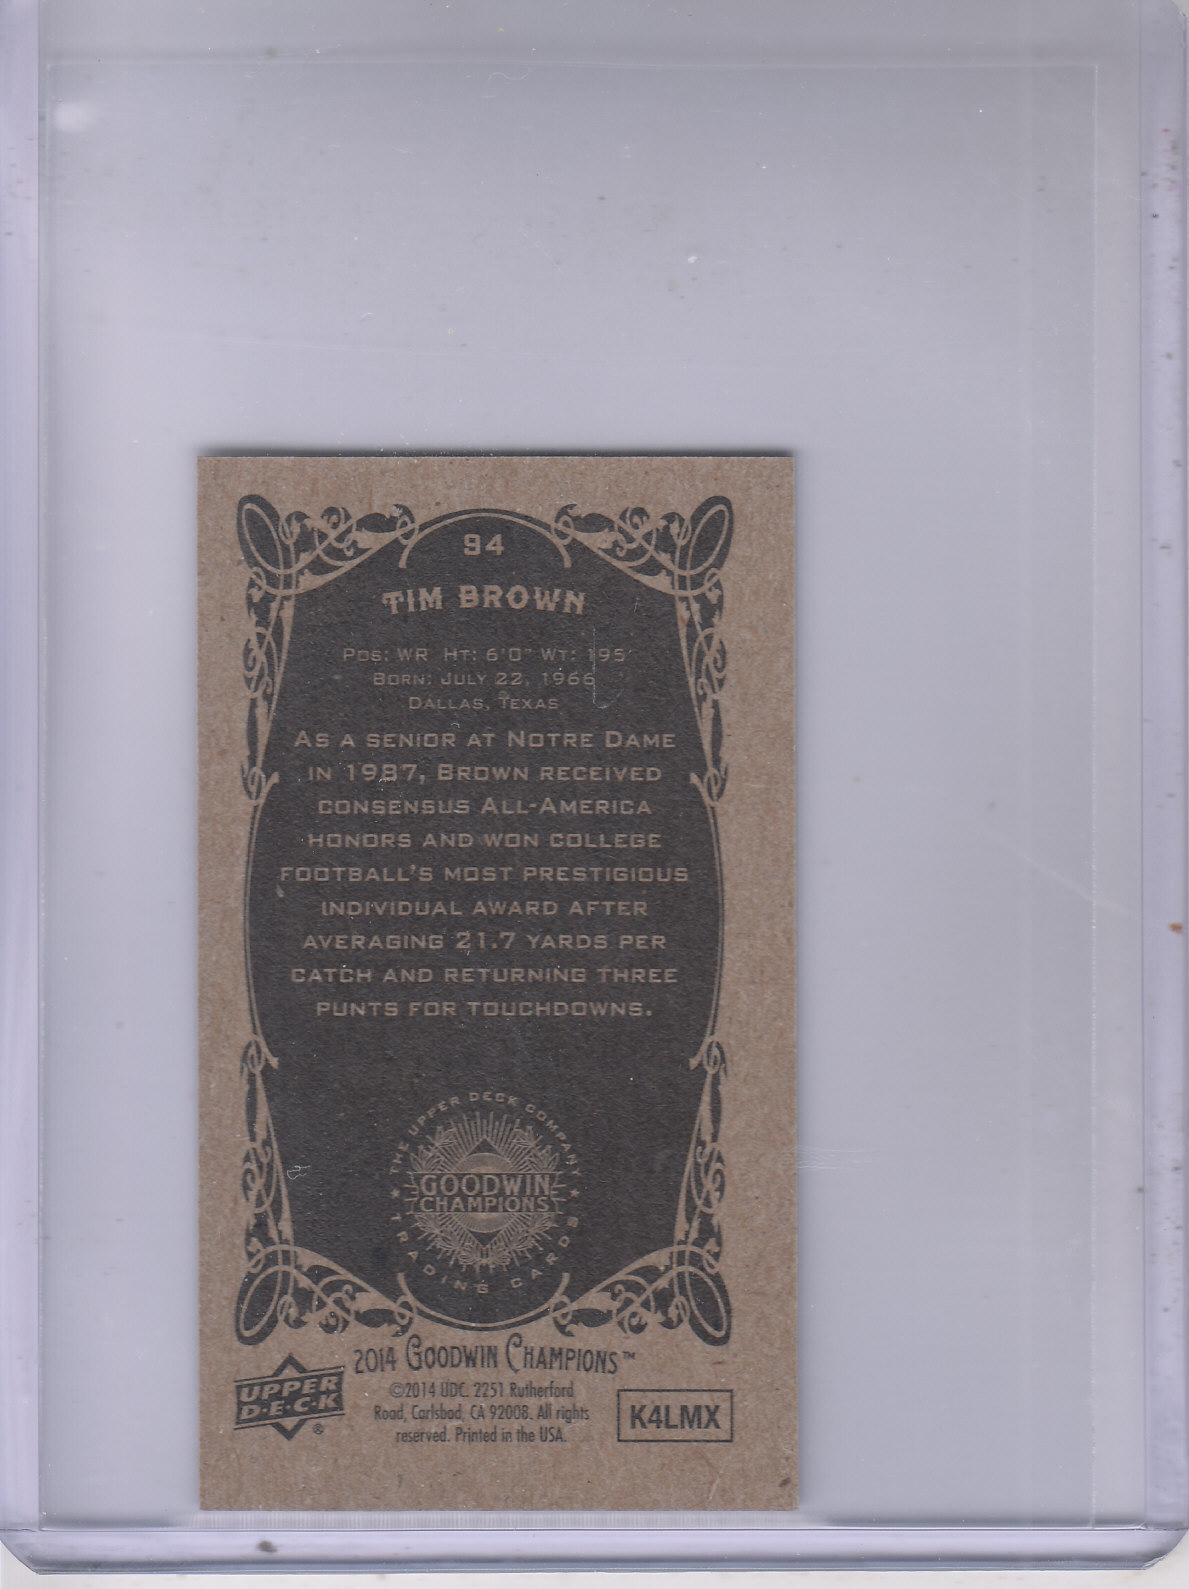 94
TIM BROWN
POS: WR HT: 6'0" WT: 195
BORN: JULY 22, 1966
DALLAS, TEXAS
AS A SENIOR AT NOTRE DAME
IN 1987, BROWN RECEIVED
CONSENSUS ALL-AMERICA
HONORS AND WON COLLEGE
FOOTBALL'S MOST PRESTIGIOUS
INDIVIDUAL AWARD AFTER
AVERAGING 21.7 YARDS PER
CATCH AND RETURNING THREE
PUNTS FOR TOUCHDOWNS.
THE UPPER DECK COMPANY
GOODWIN
CHAMPIONS
TRADING CARDS
2014 GOODWIN CHAMPIONS™
UPPER
D·E·C·K
®
©2014 UDC. 2251 Rutherford
Road, Carlsbad, CA 92008. All rights
reserved. Printed in the USA.
K4LMX